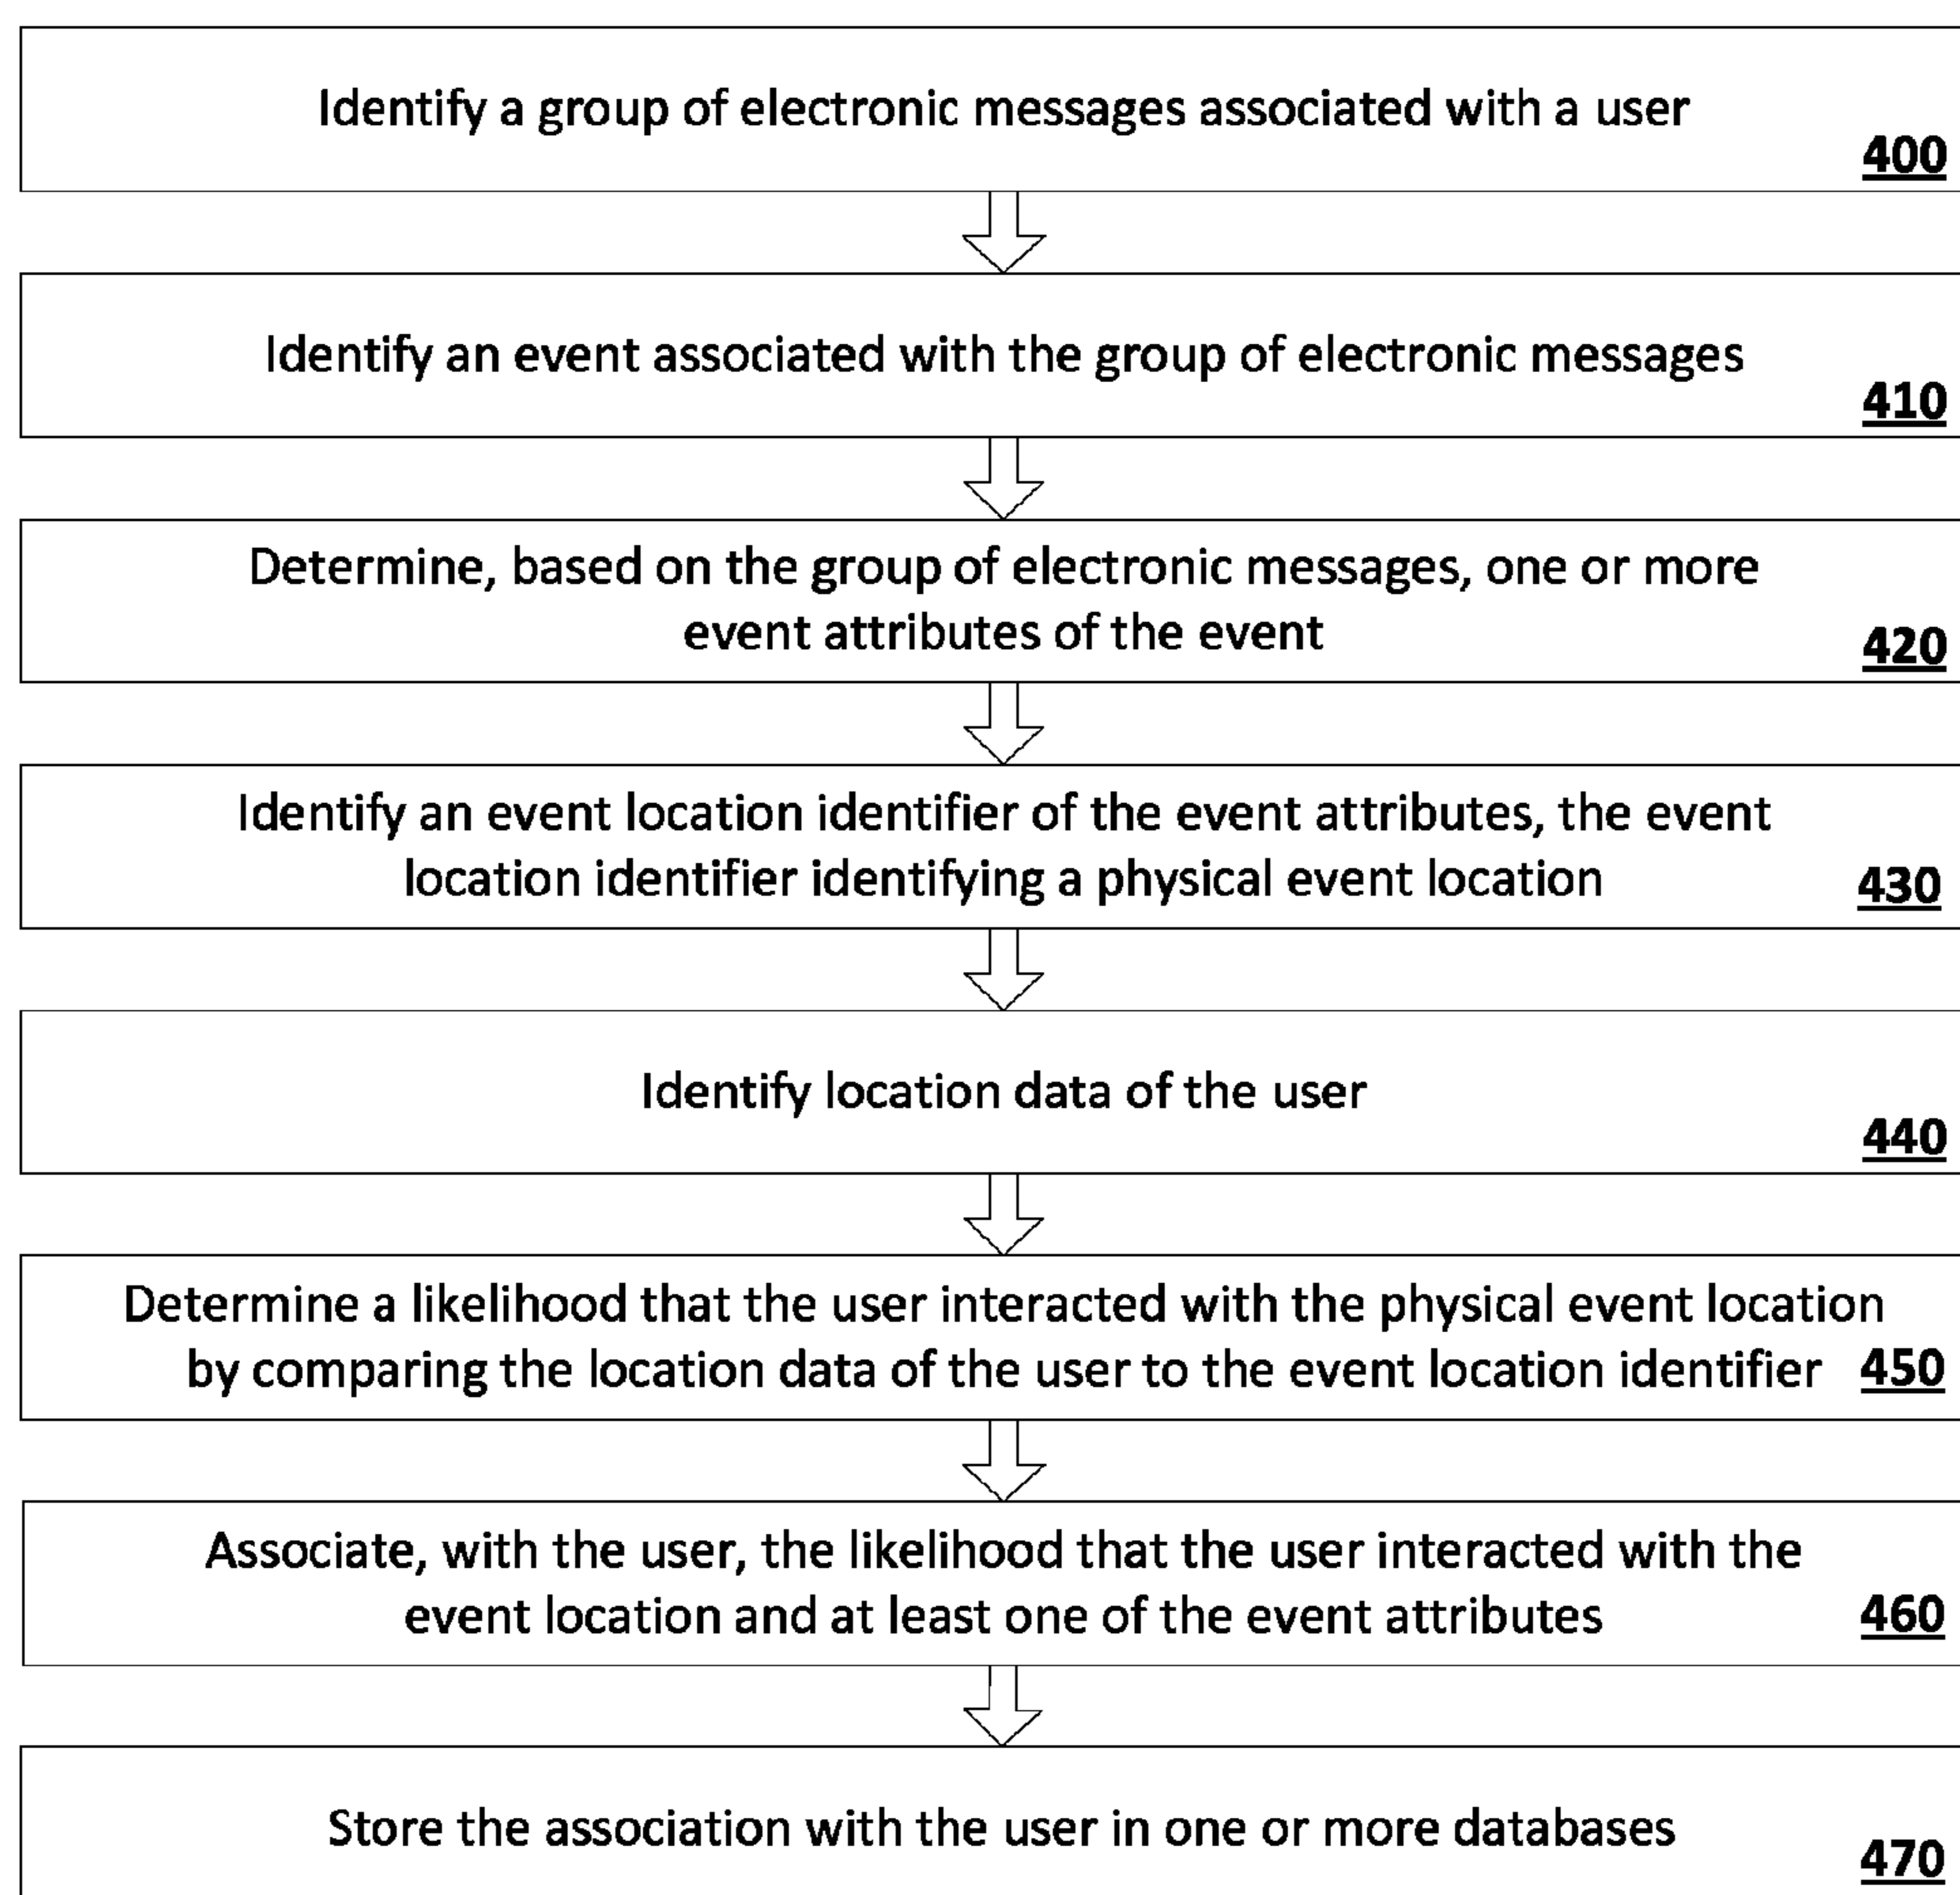 Identify a group of electronic messages associated with a user
400
Identify an event associated with the group of electronic messages
410
Determine, based on the group of electronic messages, one or more
event attributes of the event
420
Identify an event location identifier of the event attributes, the event
location identifier identifying a physical event location
430
Identify location data of the user
440
Determine a likelihood that the user interacted with the physical event location
by comparing the location data of the user to the event location identifier 450
Associate, with the user, the likelihood that the user interacted with the
event location and at least one of the event attributes
460
Store the association with the user in one or more databases
470